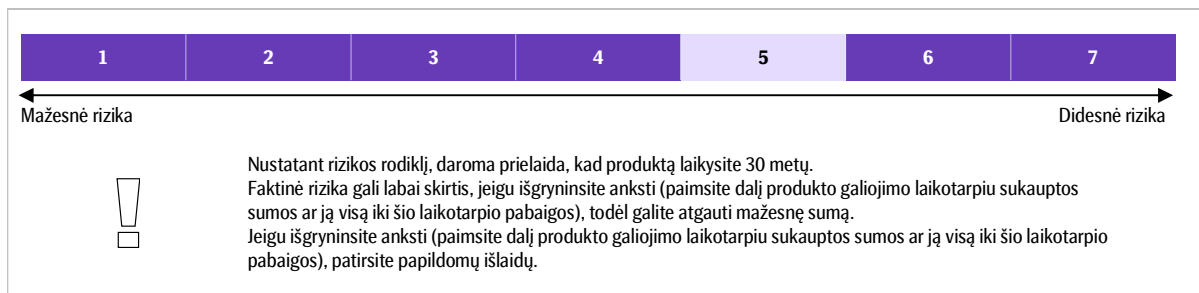 1 2 3 4 5 6 7
Mažesnė rizika Didesnė rizika
Nustatant rizikos rodiklį, daroma prielaida, kad produktą laikysite 30 metų.
Faktinė rizika gali labai skirtis, jeigu išgryninsite anksti (paimsite dalį produkto galiojimo laikotarpiu sukauptos
sumos ar ją visą iki šio laikotarpio pabaigos), todėl galite atgauti mažesnę sumą.
Jeigu išgryninsite anksti (paimsite dalį produkto galiojimo laikotarpiu sukauptos sumos ar ją visą iki šio laikotarpio
pabaigos), patirsite papildomų išlaidų.